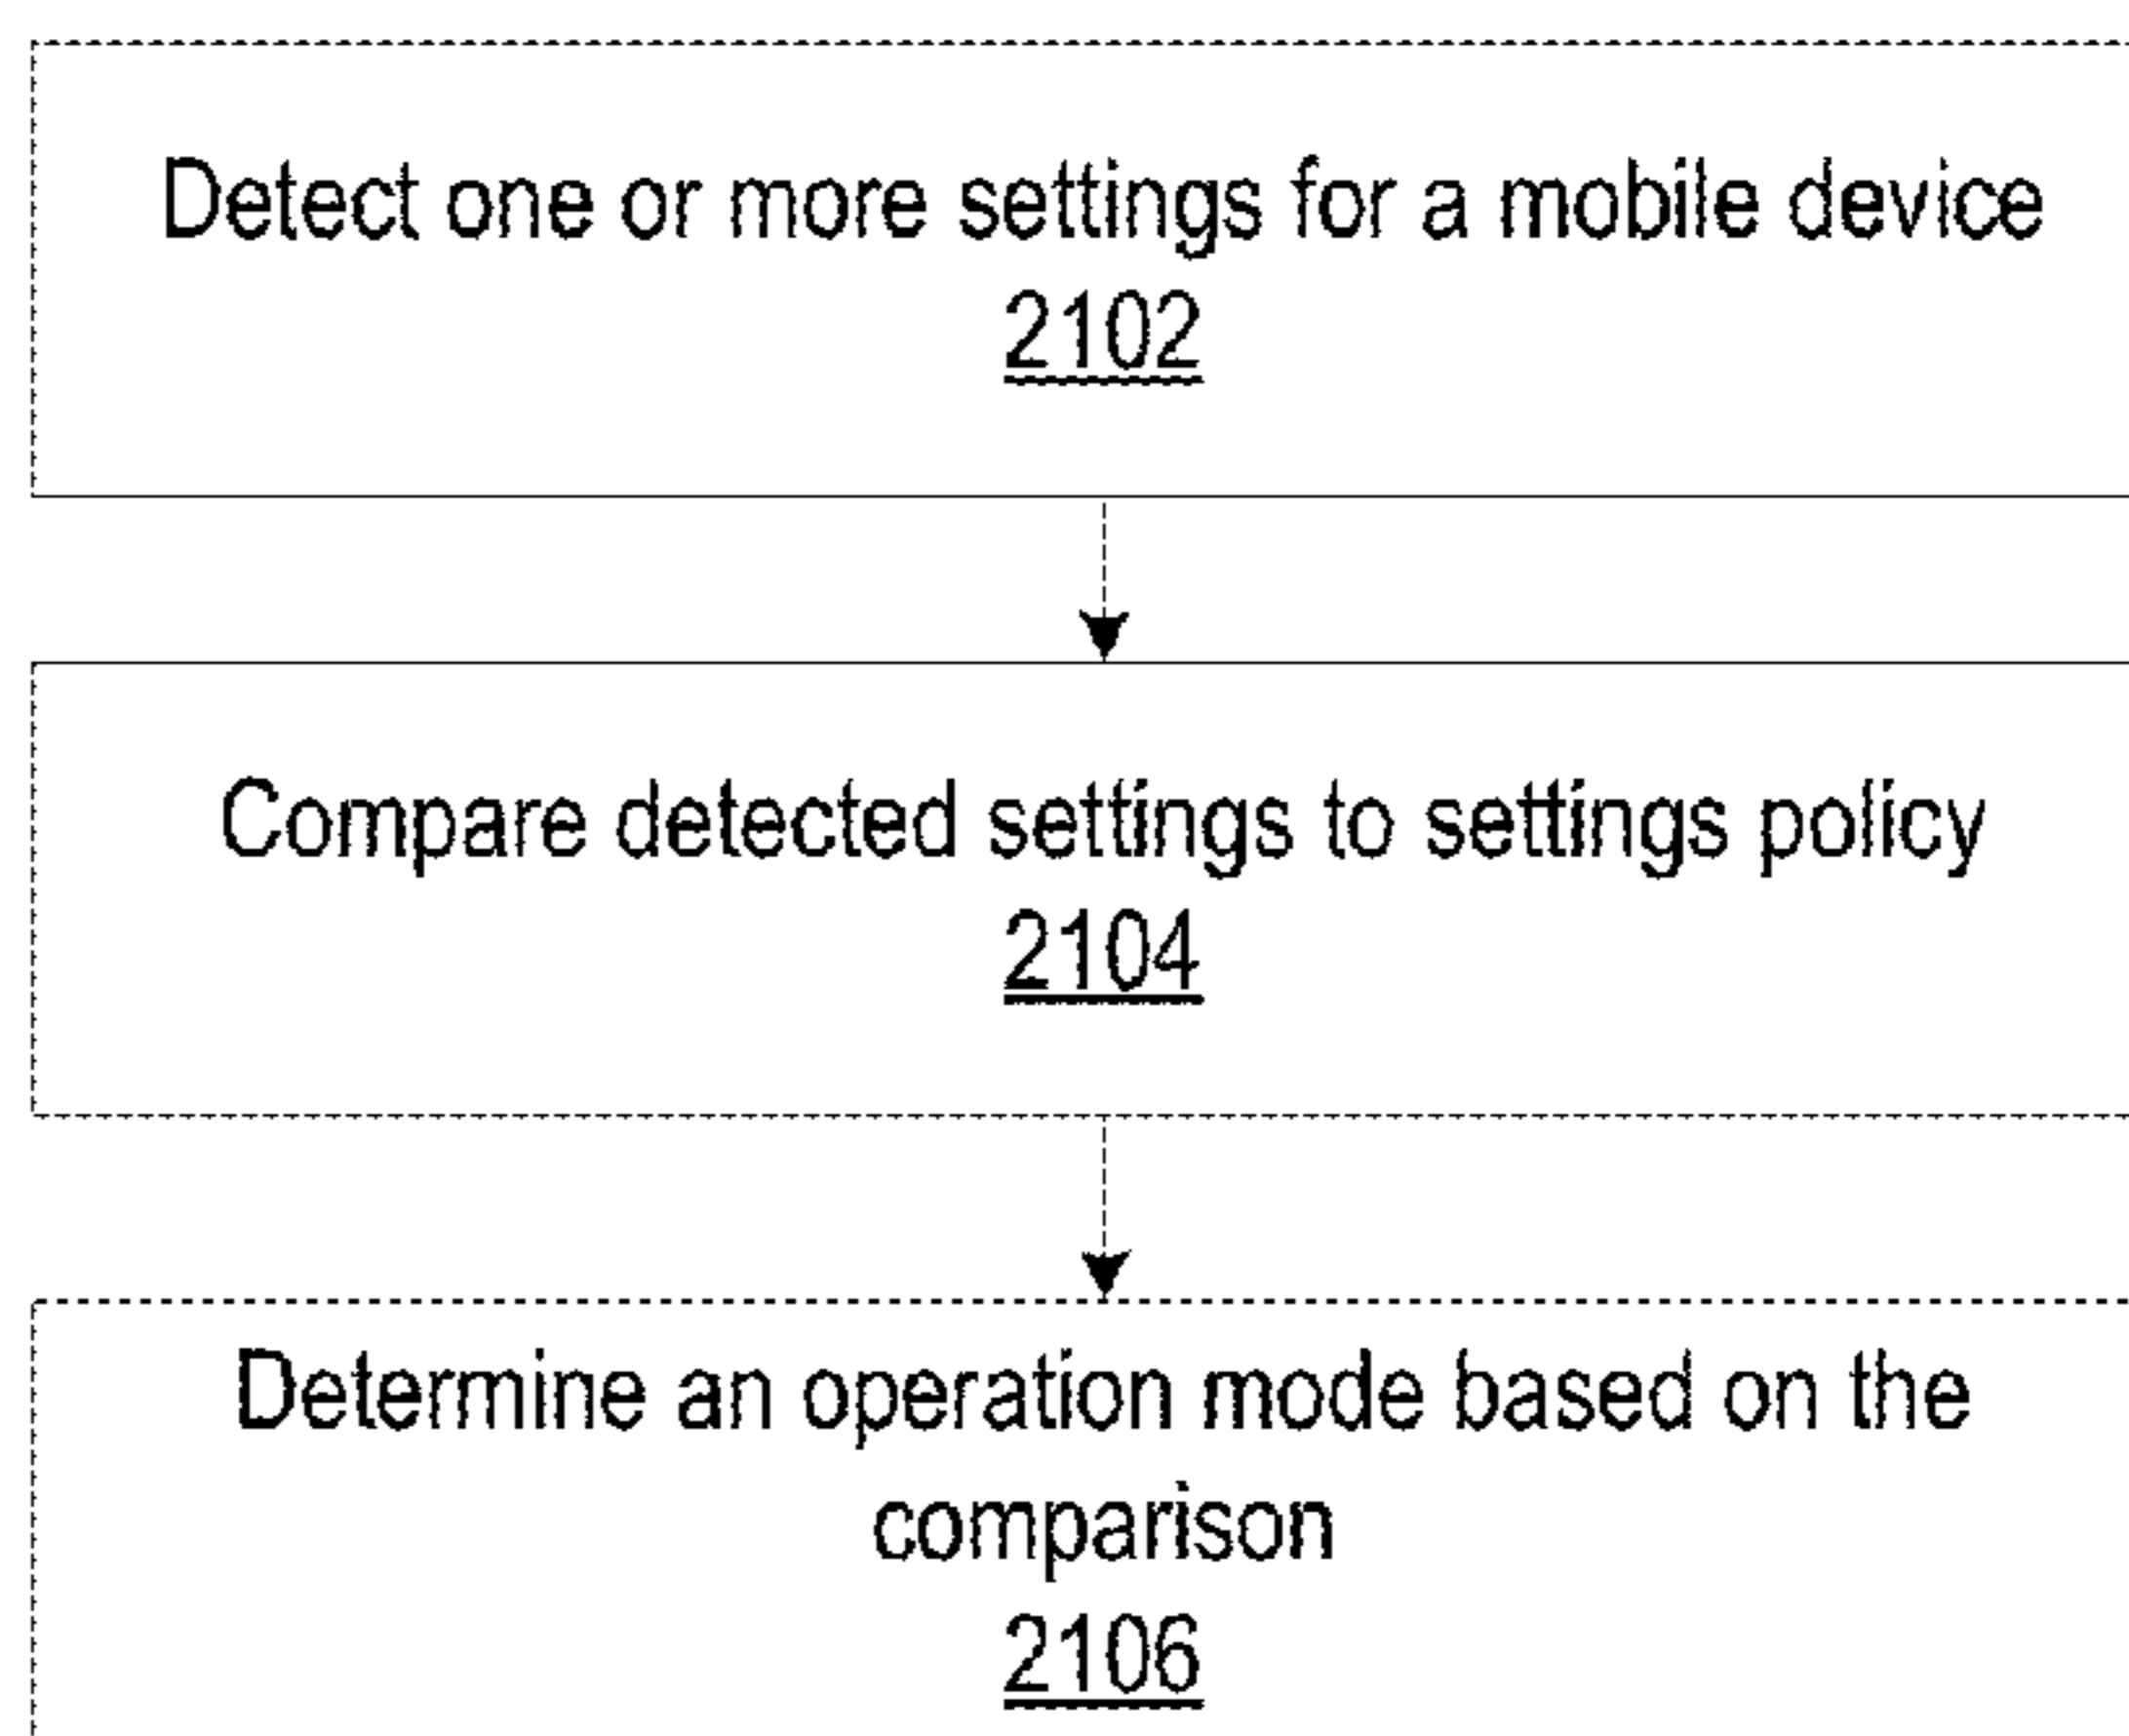 Detect one or more settings for a mobile device
2102
Compare detected settings to settings policy
2104
Determine an operation mode based on the
comparison
2106